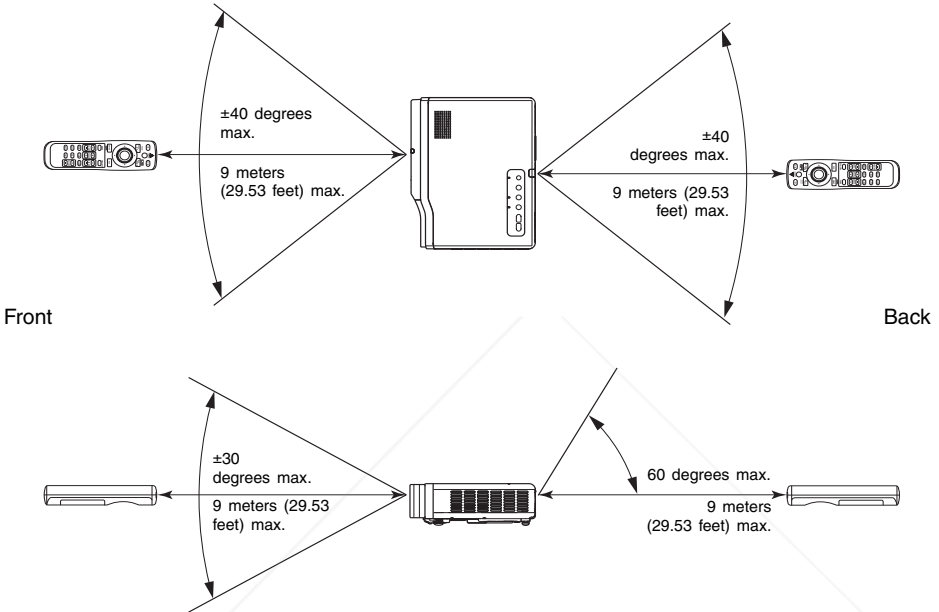 ±40 degrees
max.
9 meters
(29.53 feet) max.
±40
degrees max.
9 meters (29.53
feet) max.
Front
Back
±30
degrees max.
9 meters (29.53
feet) max.
60 degrees max.
9 meters
(29.53 feet) max.